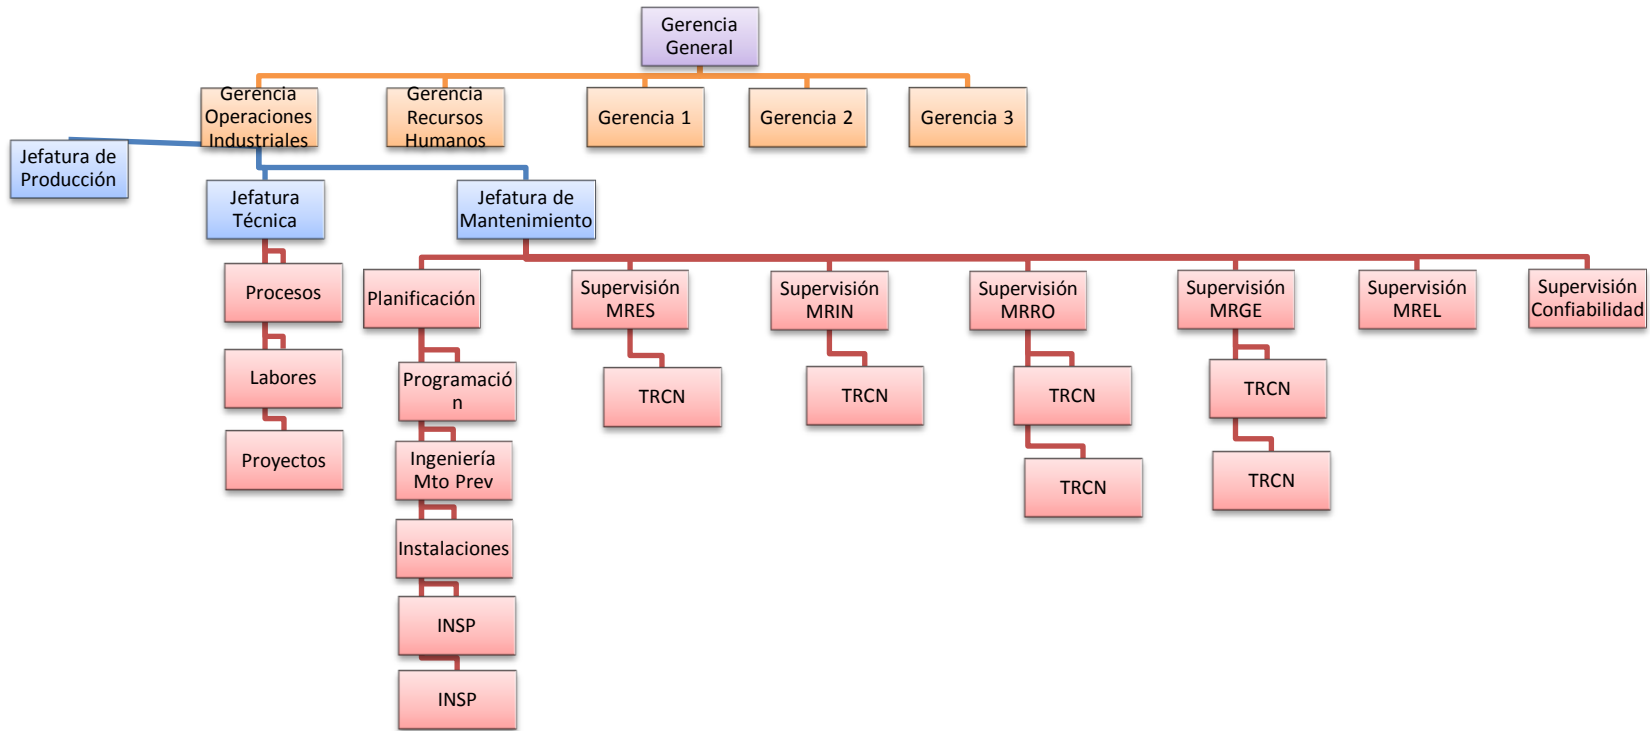 Gerencia
General
Gerencia
Operaciones
Industriales
Gerencia
Recursos
Humanos
Gerencia 1
Gerencia 2
Gerencia 3
Jefatura de
Producción
Jefatura
Técnica
Jefatura de
Mantenimiento
Procesos
Labores
Proyectos
Planificación
Programació
n
Ingeniería
Mto Prev
Instalaciones
INSP
INSP
Supervisión
MRES
TRCN
Supervisión
MRIN
TRCN
Supervisión
MRRO
TRCN
TRCN
Supervisión
MRGE
TRCN
TRCN
Supervisión
MREL
Supervisión
Confiabilidad